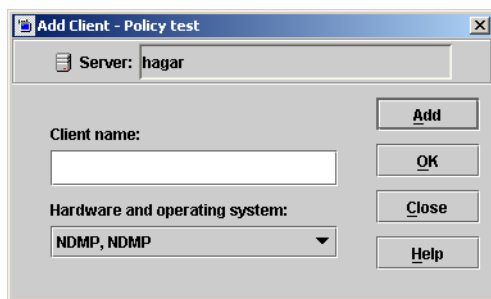 Add Client - Policy test
Server: hagar
Add
Client name:
OK
Hardware and operating system:
Close
NDMP, NDMP
Help